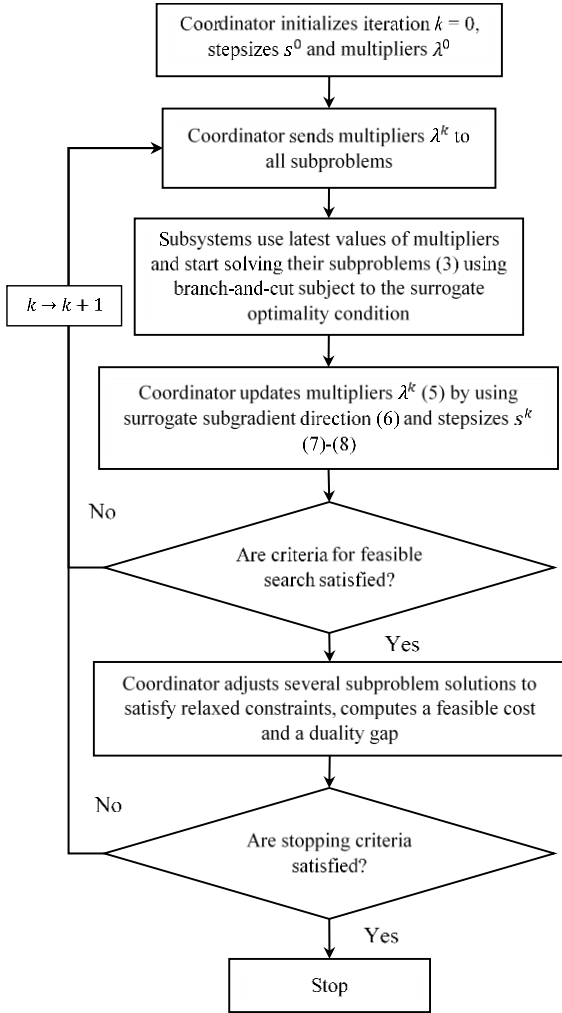 Coordinator initializes iteration k = 0,
stepsizes s⁰ and multipliers λ⁰
Coordinator sends multipliers λᵏ to
all subproblems
Subsystems use latest values of multipliers
and start solving their subproblems (3) using
branch-and-cut subject to the surrogate
optimality condition
k → k + 1
Coordinator updates multipliers λᵏ (5) by using
surrogate subgradient direction (6) and stepsizes sᵏ
(7)-(8)
No
Are criteria for feasible
search satisfied?
Yes
Coordinator adjusts several subproblem solutions to
satisfy relaxed constraints, computes a feasible cost
and a duality gap
No
Are stopping criteria
satisfied?
Yes
Stop